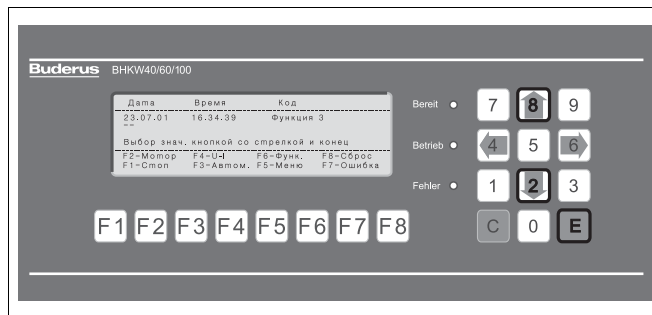 Buderus BHKW40/60/100
Дата Время Код
23.07.01 16.34.39 Функция 3
--
Выбор знач. кнопкой со стрелкой и конец
F2-Мотор F4-U-I F6-Функ. F8-Сброс
F1-Стоп F3-Автом. F5-Меню F7-Ошибка
Bereit
Betrieb
Fehler
7 8 9
4 5 6
1 2 3
C 0 E
F1 F2 F3 F4 F5 F6 F7 F8